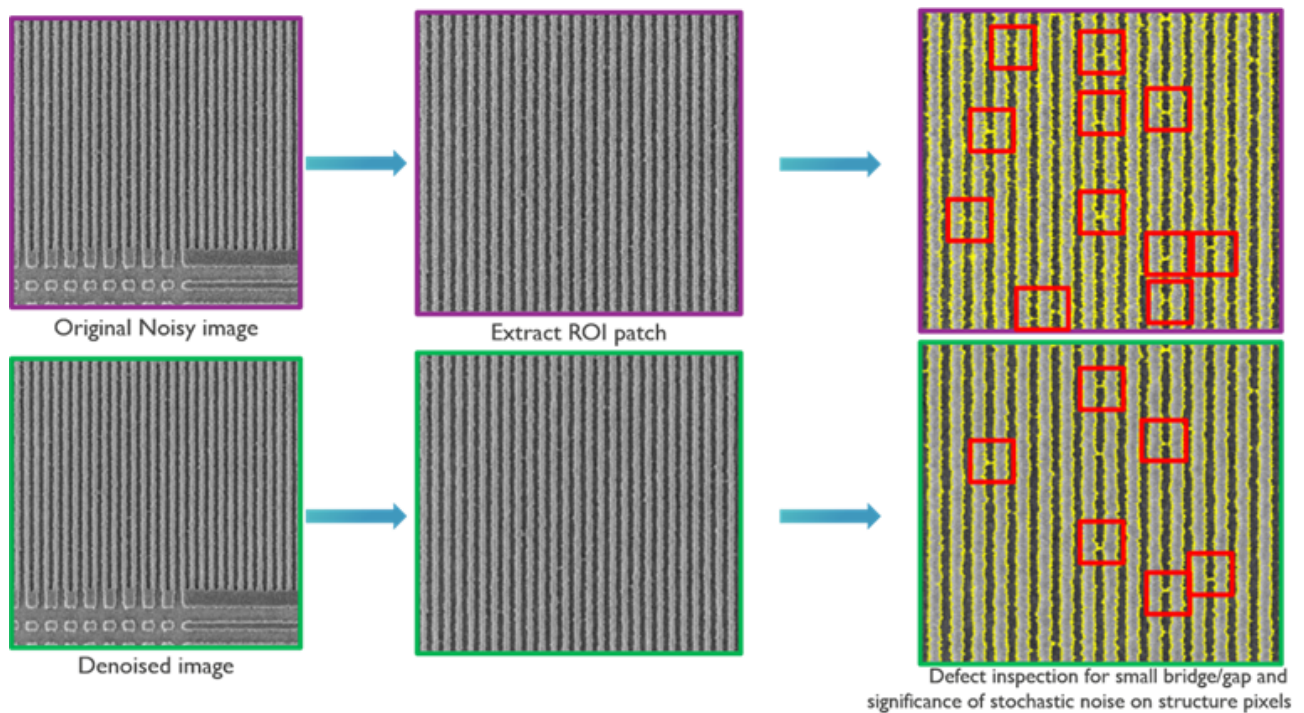 Original Noisy image
Extract ROI patch
Denoised image
Defect inspection for small bridge/gap and
significance of stochastic noise on structure pixels